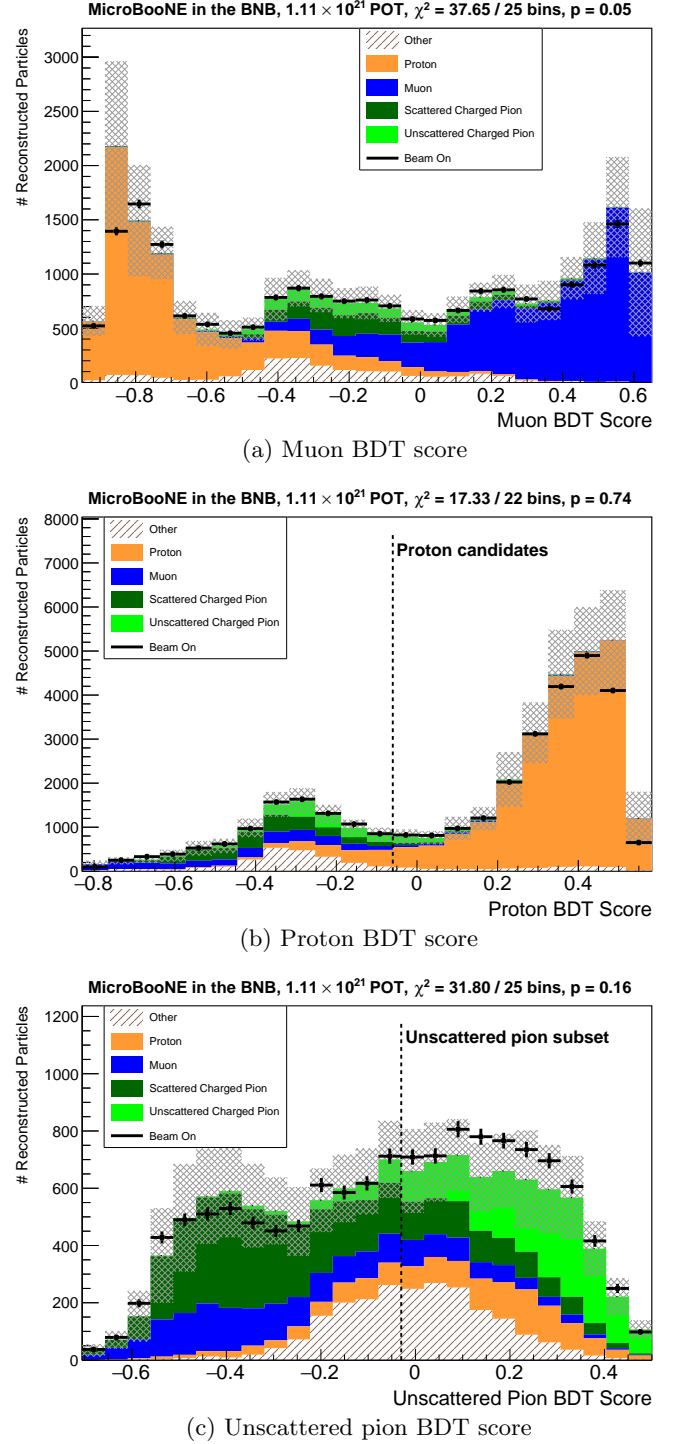 MicroBooNE in the BNB, 1.11 × 10²¹ POT, χ² = 37.65 / 25 bins, p = 0.05
# Reconstructed Particles
3000
2500
2000
1500
1000
500
0
Other
Proton
Muon
Scattered Charged Pion
Unscattered Charged Pion
Beam On
−0.8 −0.6 −0.4 −0.2 0 0.2 0.4 0.6
Muon BDT Score
(a) Muon BDT score
MicroBooNE in the BNB, 1.11 × 10²¹ POT, χ² = 17.33 / 22 bins, p = 0.74
# Reconstructed Particles
8000
7000
6000
5000
4000
3000
2000
1000
0
Other
Proton
Muon
Scattered Charged Pion
Unscattered Charged Pion
Beam On
Proton candidates
−0.8 −0.6 −0.4 −0.2 0 0.2 0.4
Proton BDT Score
(b) Proton BDT score
MicroBooNE in the BNB, 1.11 × 10²¹ POT, χ² = 31.80 / 25 bins, p = 0.16
# Reconstructed Particles
1200
1000
800
600
400
200
0
Other
Proton
Muon
Scattered Charged Pion
Unscattered Charged Pion
Beam On
Unscattered pion subset
−0.6 −0.4 −0.2 0 0.2 0.4
Unscattered Pion BDT Score
(c) Unscattered pion BDT score